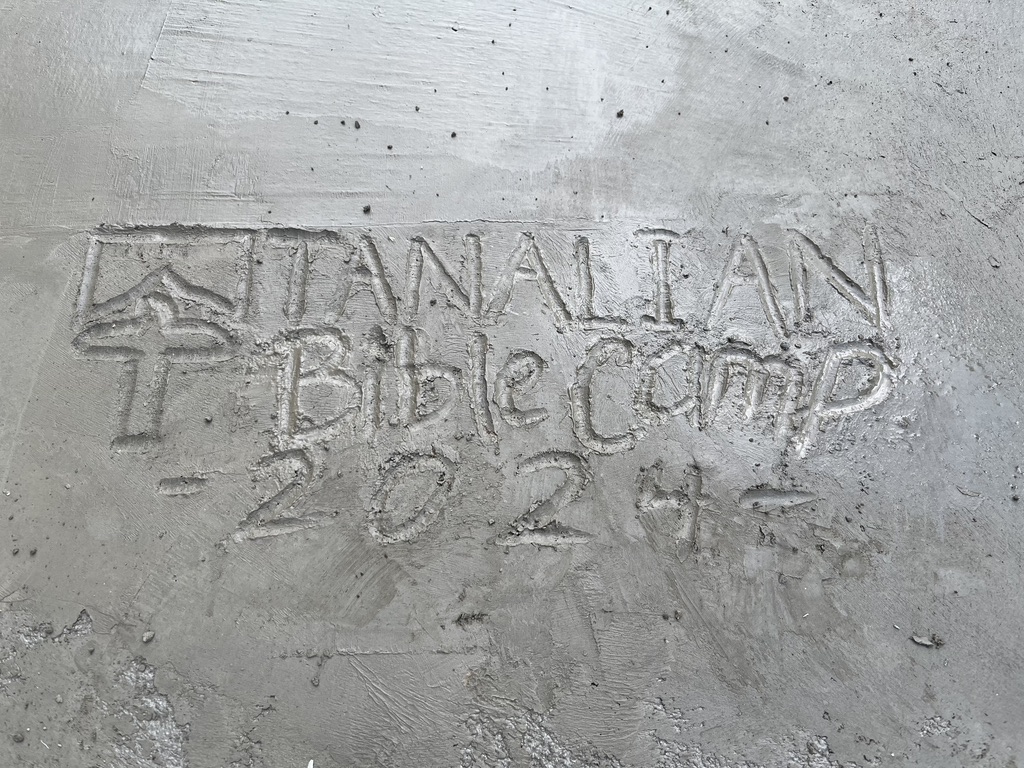 TANALIAN
Bible Camp
- 2024 -